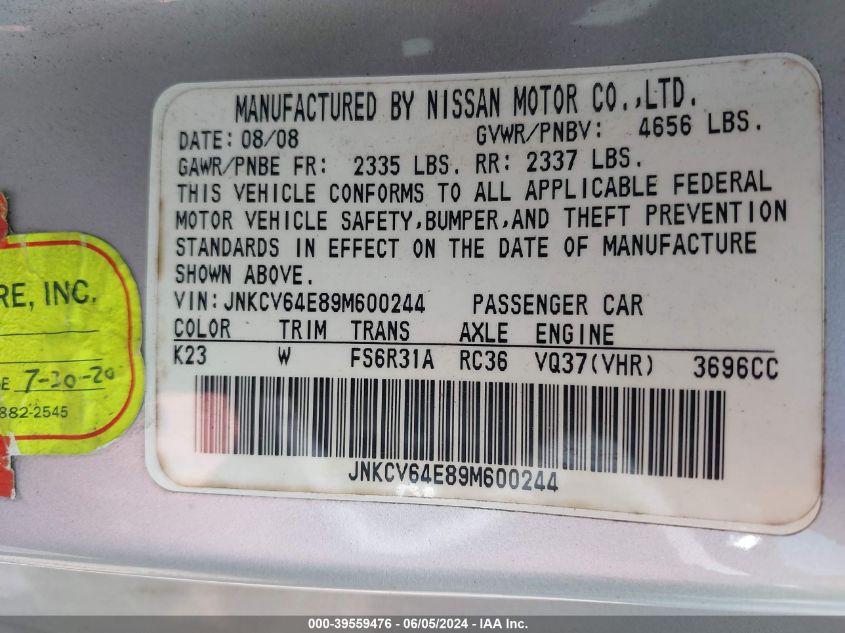 MANUFACTURED BY NISSAN MOTOR CO.,LTD.
DATE: 08/08 GVWR/PNBV: 4656 LBS.
GAWR/PNBE FR: 2335 LBS. RR: 2337 LBS.
THIS VEHICLE CONFORMS TO ALL APPLICABLE FEDERAL
MOTOR VEHICLE SAFETY,BUMPER,AND THEFT PREVENTION
STANDARDS IN EFFECT ON THE DATE OF MANUFACTURE
SHOWN ABOVE.
VIN:JNKCV64E89M600244 PASSENGER CAR
COLOR TRIM TRANS AXLE ENGINE
K23 W FS6R31A RC36 VQ37(VHR) 3696CC
JNKCV64E89M600244
RE, INC.
E 7-20-20
882-2545
000-39559476 - 06/05/2024 - IAA Inc.